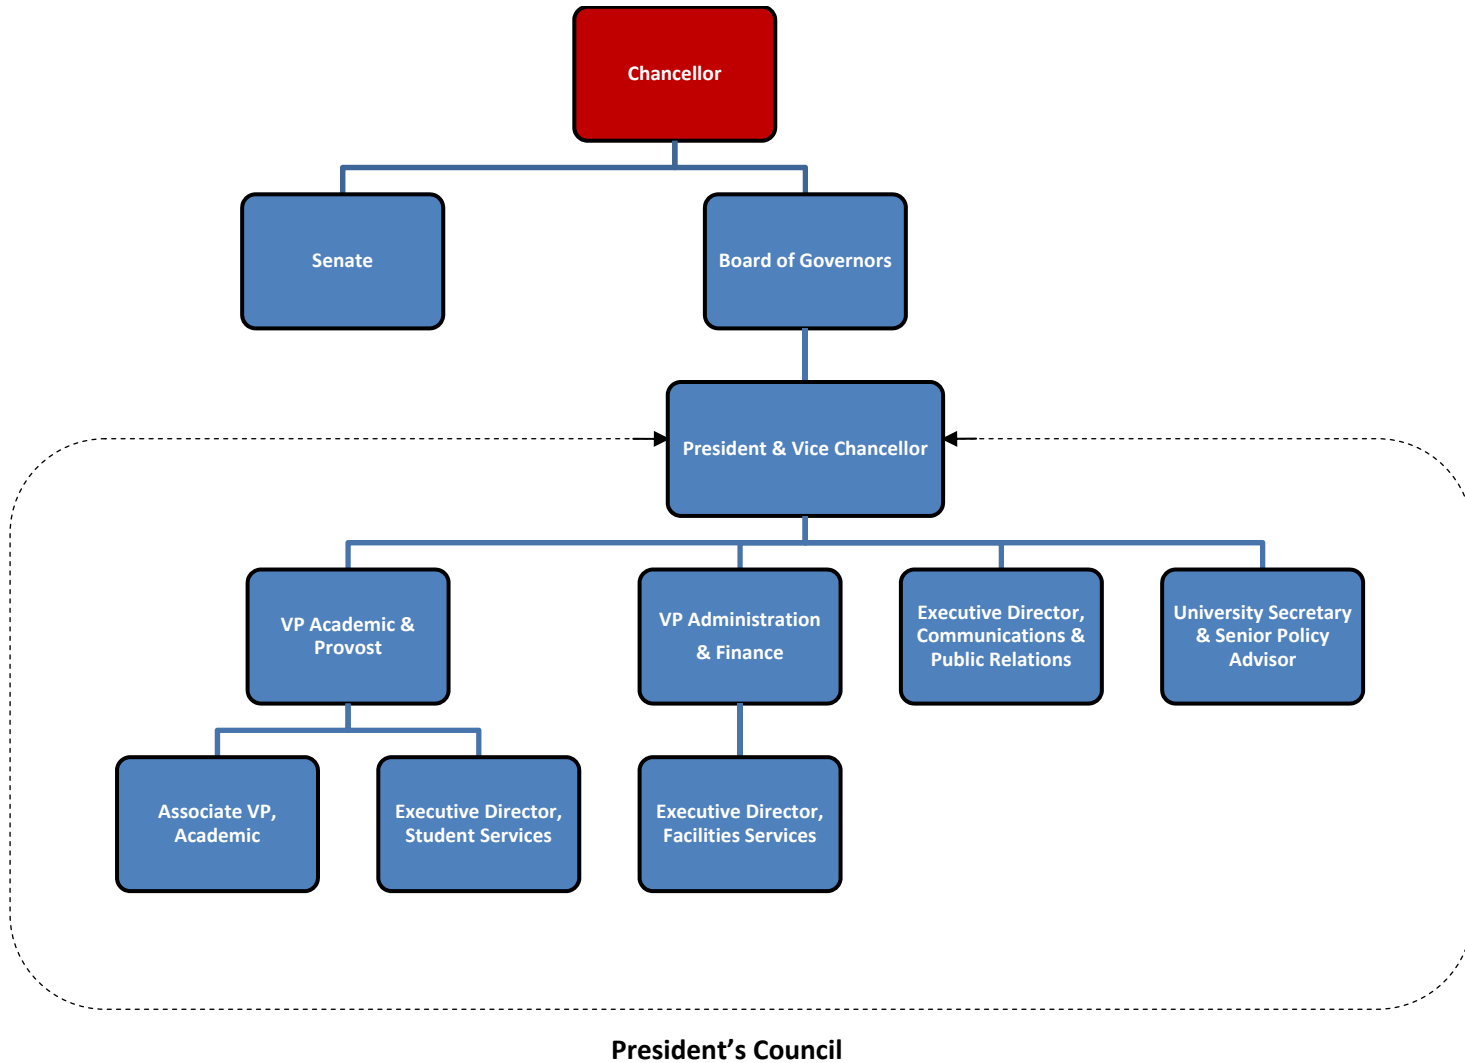 Chancellor
Senate
Board of Governors
President & Vice Chancellor
VP Academic &
Provost
VP Administration
& Finance
Executive Director,
Communications &
Public Relations
University Secretary
& Senior Policy
Advisor
Associate VP,
Academic
Executive Director,
Student Services
Executive Director,
Facilities Services
President’s Council